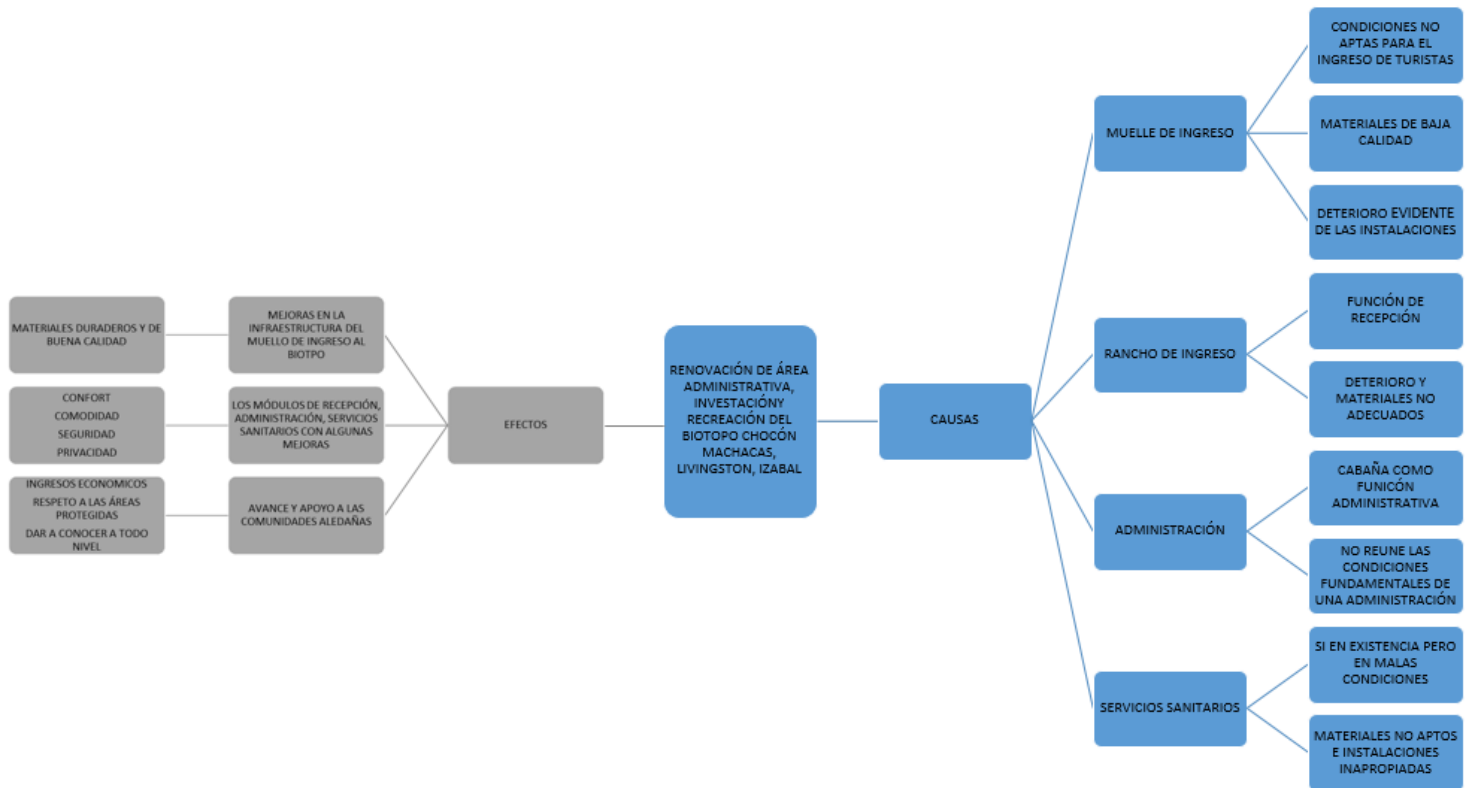 MATERIALES DURADEROS Y DE
BUENA CALIDAD
CONFORT
COMODIDAD
SEGURIDAD
PRIVACIDAD
INGRESOS ECONOMICOS
RESPETO A LAS ÁREAS
PROTEGIDAS
DAR A CONOCER A TODO
NIVEL
MEJORAS EN LA
INFRAESTRUCTURA DEL
MUELLO DE INGRESO AL
BIOTPO
LOS MÓDULOS DE RECEPCIÓN,
ADMINISTRACIÓN, SERVICIOS
SANITARIOS CON ALGUNAS
MEJORAS
AVANCE Y APOYO A LAS
COMUNIDADES ALEDAÑAS
EFECTOS
RENOVACIÓN DE ÁREA
ADMINISTRATIVA,
INVESTACIÓNY
RECREACIÓN DEL
BIOTOPO CHOCÓN
MACHACAS,
LIVINGSTON, IZABAL
CAUSAS
MUELLE DE INGRESO
CONDICIONES NO
APTAS PARA EL
INGRESO DE TURISTAS
MATERIALES DE BAJA
CALIDAD
DETERIORO EVIDENTE
DE LAS INSTALACIONES
RANCHO DE INGRESO
FUNCIÓN DE
RECEPCIÓN
DETERIORO Y
MATERIALES NO
ADECUADOS
ADMINISTRACIÓN
CABAÑA COMO
FUNICÓN
ADMINISTRATIVA
NO REUNE LAS
CONDICIONES
FUNDAMENTALES DE
UNA ADMINISTRACIÓN
SERVICIOS SANITARIOS
SI EN EXISTENCIA PERO
EN MALAS
CONDICIONES
MATERIALES NO APTOS
E INSTALACIONES
INAPROPIADAS